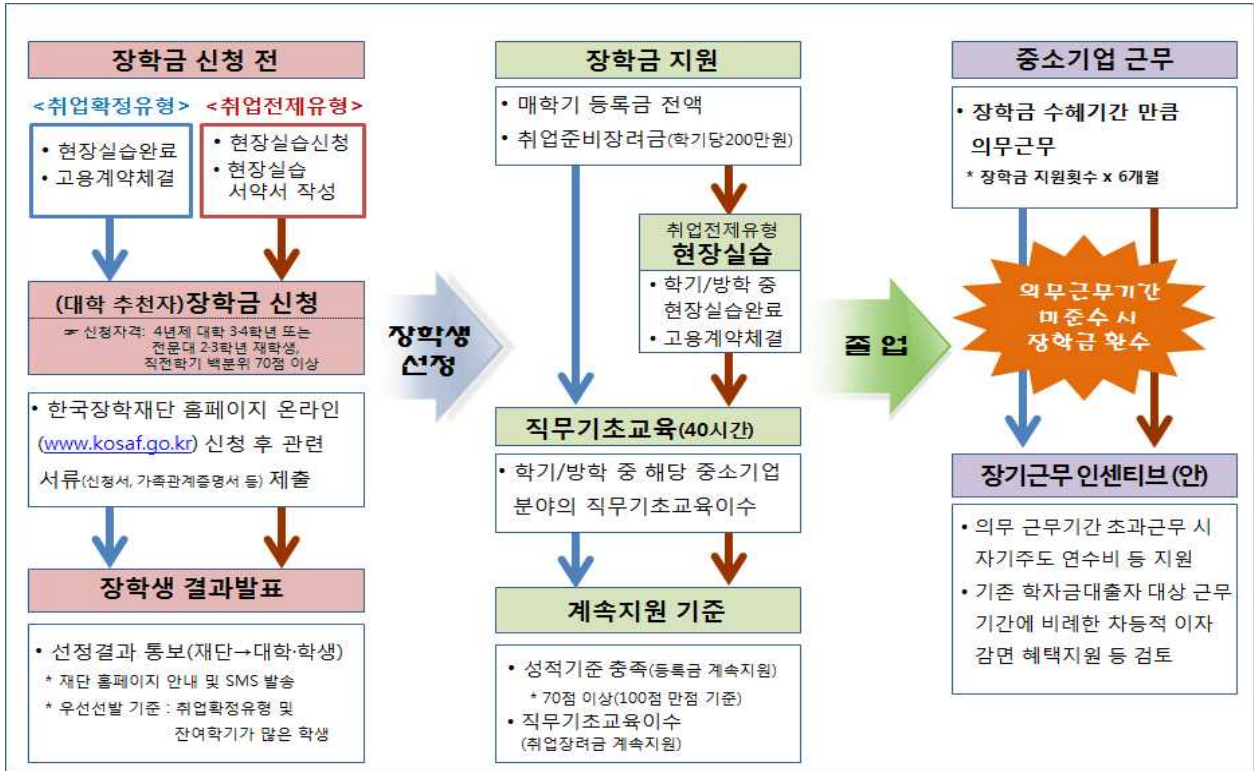 장학금 신청 전
<취업확정유형>
• 현장실습완료
• 고용계약체결
<취업전제유형>
• 현장실습신청
• 현장실습
서약서 작성
(대학 추천자)장학금 신청
☞ 신청자격: 4년제 대학 3·4학년 또는
전문대 2·3학년 재학생,
직전학기 백분위 70점 이상
• 한국장학재단 홈페이지 온라인
(www.kosaf.go.kr) 신청 후 관련
서류(신청서, 가족관계증명서 등) 제출
장학생 결과발표
• 선정결과 통보(재단→대학·학생)
* 재단 홈페이지 안내 및 SMS 발송
* 우선선발 기준 : 취업확정유형 및
잔여학기가 많은 학생
장학생
선정
장학금 지원
• 매학기 등록금 전액
• 취업준비장려금(학기당200만원)
취업전제유형
현장실습
• 학기/방학 중
현장실습완료
• 고용계약체결
직무기초교육(40시간)
• 학기/방학 중 해당 중소기업
분야의 직무기초교육이수
계속지원 기준
• 성적기준 충족(등록금 계속지원)
* 70점 이상(100점 만점 기준)
• 직무기초교육이수
(취업장려금 계속지원)
졸 업
중소기업 근무
• 장학금 수혜기간 만큼
의무근무
* 장학금 지원횟수 x 6개월
의무근무기간
미준수 시
장학금 환수
장기근무 인센티브(안)
• 의무 근무기간 초과근무 시
자기주도 연수비 등 지원
• 기존 학자금대출자 대상 근무
기간에 비례한 차등적 이자
감면 혜택지원 등 검토